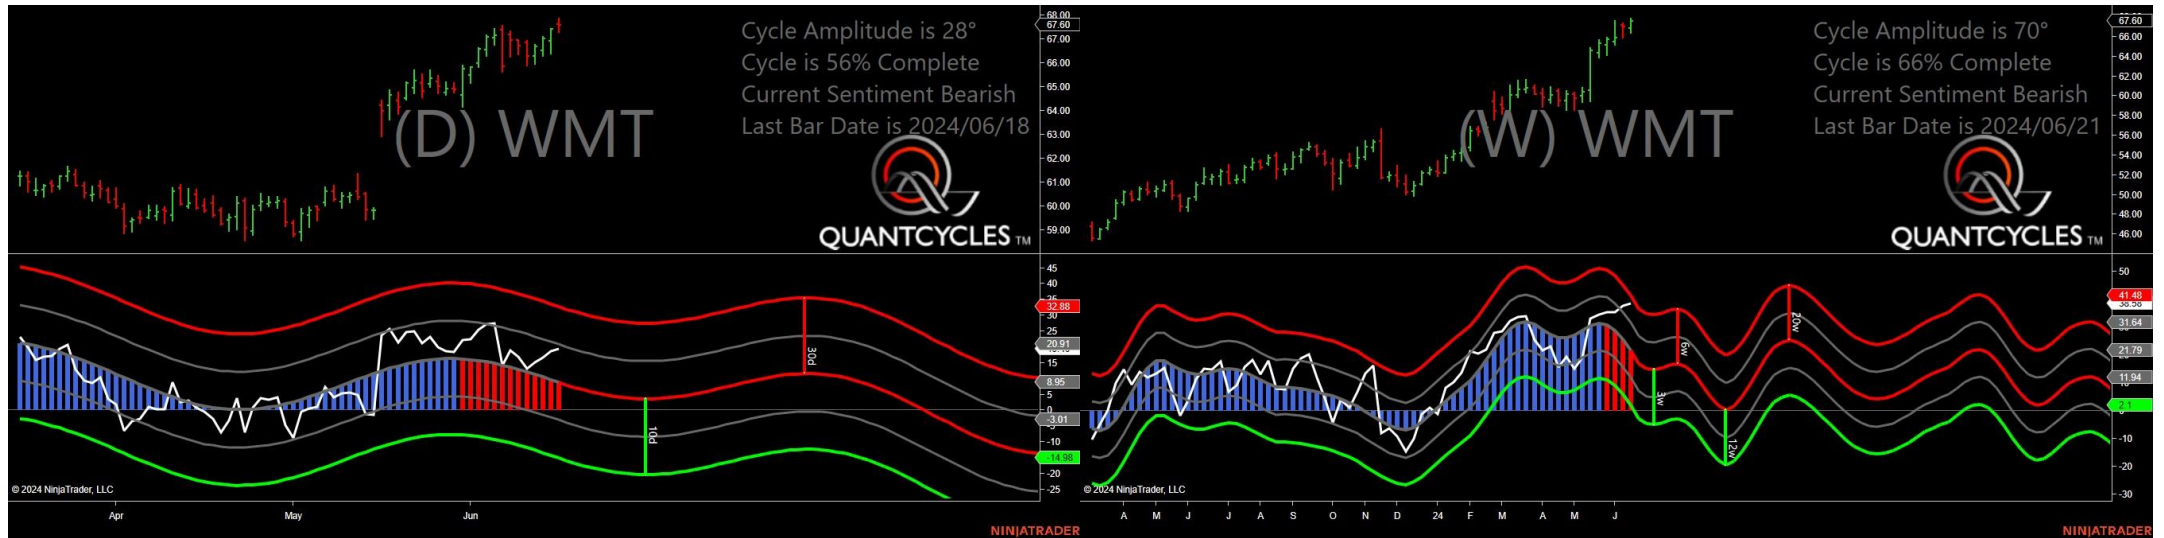 Cycle Amplitude is 28°
Cycle is 56% Complete
Current Sentiment Bearish
Last Bar Date is 2024/06/18
(D) WMT
QUANTCYCLES TM
68.00
67.60
67.00
66.00
65.00
64.00
63.00
62.00
61.00
60.00
59.00
45
40
32.88
30
25
20.91
15
8.95
5
0
-3.01
-10
-14.98
-20
-25
30d
10d
© 2024 NinjaTrader, LLC
Apr May Jun
NINJATRADER
Cycle Amplitude is 70°
Cycle is 66% Complete
Current Sentiment Bearish
Last Bar Date is 2024/06/21
(W) WMT
QUANTCYCLES TM
67.60
66.00
64.00
62.00
60.00
58.00
56.00
54.00
52.00
50.00
48.00
46.00
50
41.48
31.64
21.79
11.94
2.1
-10
-20
-30
6w
20w
3w
12w
© 2024 NinjaTrader, LLC
A M J J A S O N D 24 F M A M J
NINJATRADER